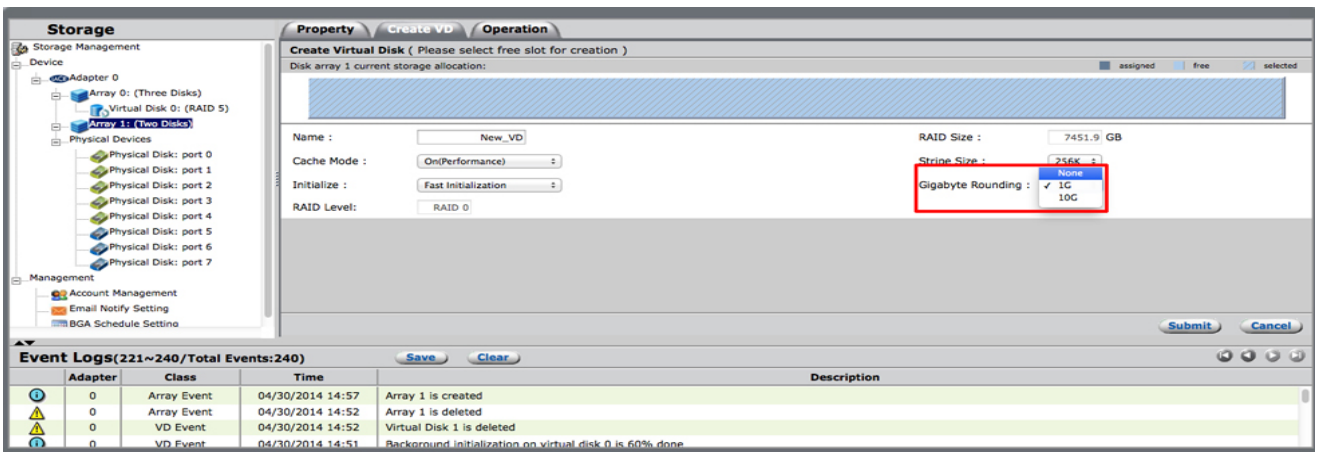 Storage
Storage Management
Device
Adapter 0
Array 0: (Three Disks)
Virtual Disk 0: (RAID 5)
Array 1: (Two Disks)
Physical Devices
Physical Disk: port 0
Physical Disk: port 1
Physical Disk: port 2
Physical Disk: port 3
Physical Disk: port 4
Physical Disk: port 5
Physical Disk: port 6
Physical Disk: port 7
Management
Account Management
Email Notify Setting
BGA Schedule Setting
Property Create VD Operation
Create Virtual Disk ( Please select free slot for creation )
Disk array 1 current storage allocation: assigned free selected
Name : New_VD RAID Size : 7451.9 GB
Cache Mode : On(Performance) Stripe Size : 256K
Initialize : Fast Initialization Gigabyte Rounding : None
✓ 1G
10G
RAID Level: RAID 0
Submit Cancel
Event Logs(221~240/Total Events:240) Save Clear
Adapter Class Time Description
0 Array Event 04/30/2014 14:57 Array 1 is created
0 Array Event 04/30/2014 14:52 Array 1 is deleted
0 VD Event 04/30/2014 14:52 Virtual Disk 1 is deleted
0 VD Event 04/30/2014 14:51 Background initialization on virtual disk 0 is 60% done